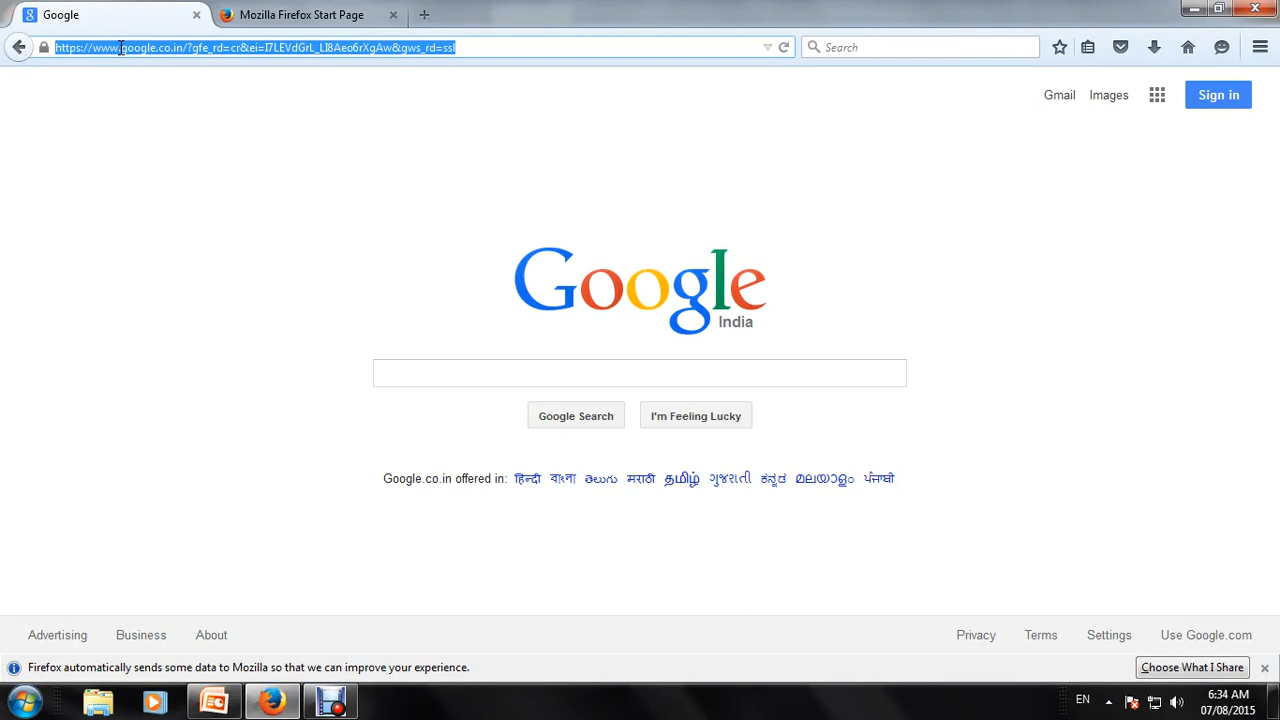 Google
Mozilla Firefox Start Page
https://www.google.co.in/?gfe_rd=cr&ei=I7LEVdGrL_LI8Aeo6rXgAw&gws_rd=ssl
Search
Gmail Images Sign in
Google
India
Google Search I'm Feeling Lucky
Google.co.in offered in: हिन्दी বাংলা తెలుగు मराठी தமிழ் ગુજરાતી ಕನ್ನಡ മലയാളം ਪੰਜਾਬੀ
Advertising Business About Privacy Terms Settings Use Google.com
Firefox automatically sends some data to Mozilla so that we can improve your experience. Choose What I Share
EN 6:34 AM
07/08/2015